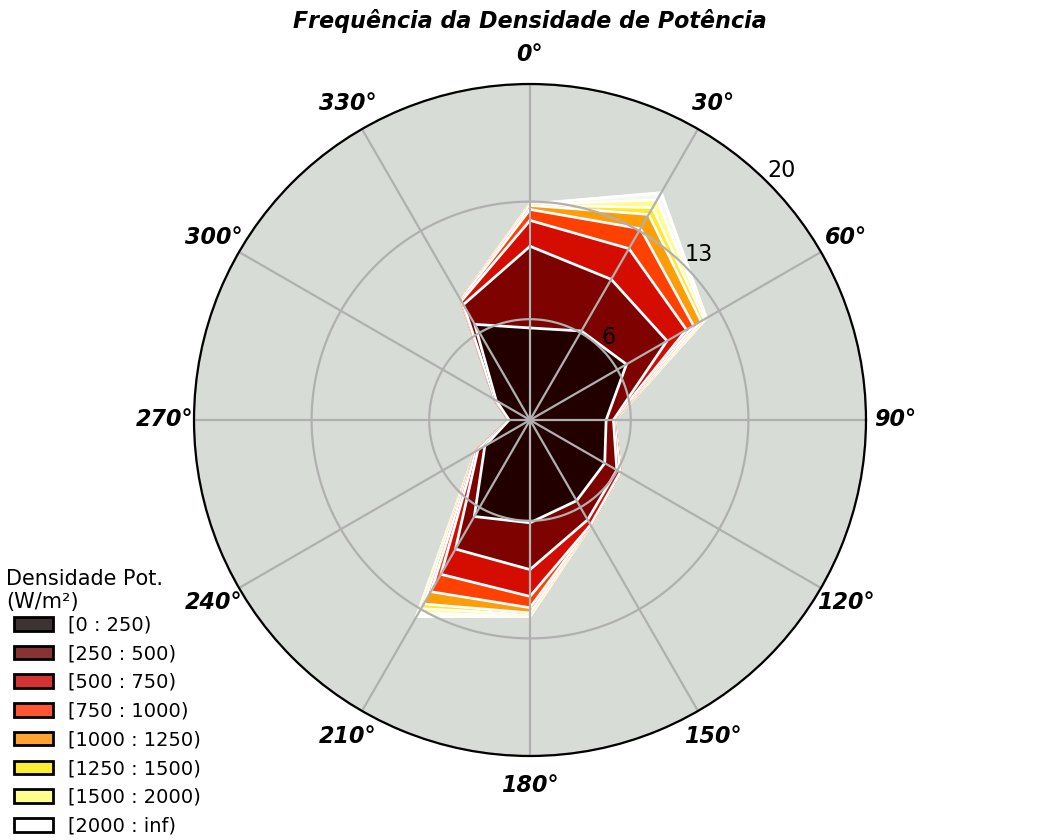 Frequência da Densidade de Potência
0°
330°
30°
20
300°
60°
13
6
270°
90°
240°
120°
210°
150°
180°
Densidade Pot.
(W/m²)
[0 : 250)
[250 : 500)
[500 : 750)
[750 : 1000)
[1000 : 1250)
[1250 : 1500)
[1500 : 2000)
[2000 : inf)